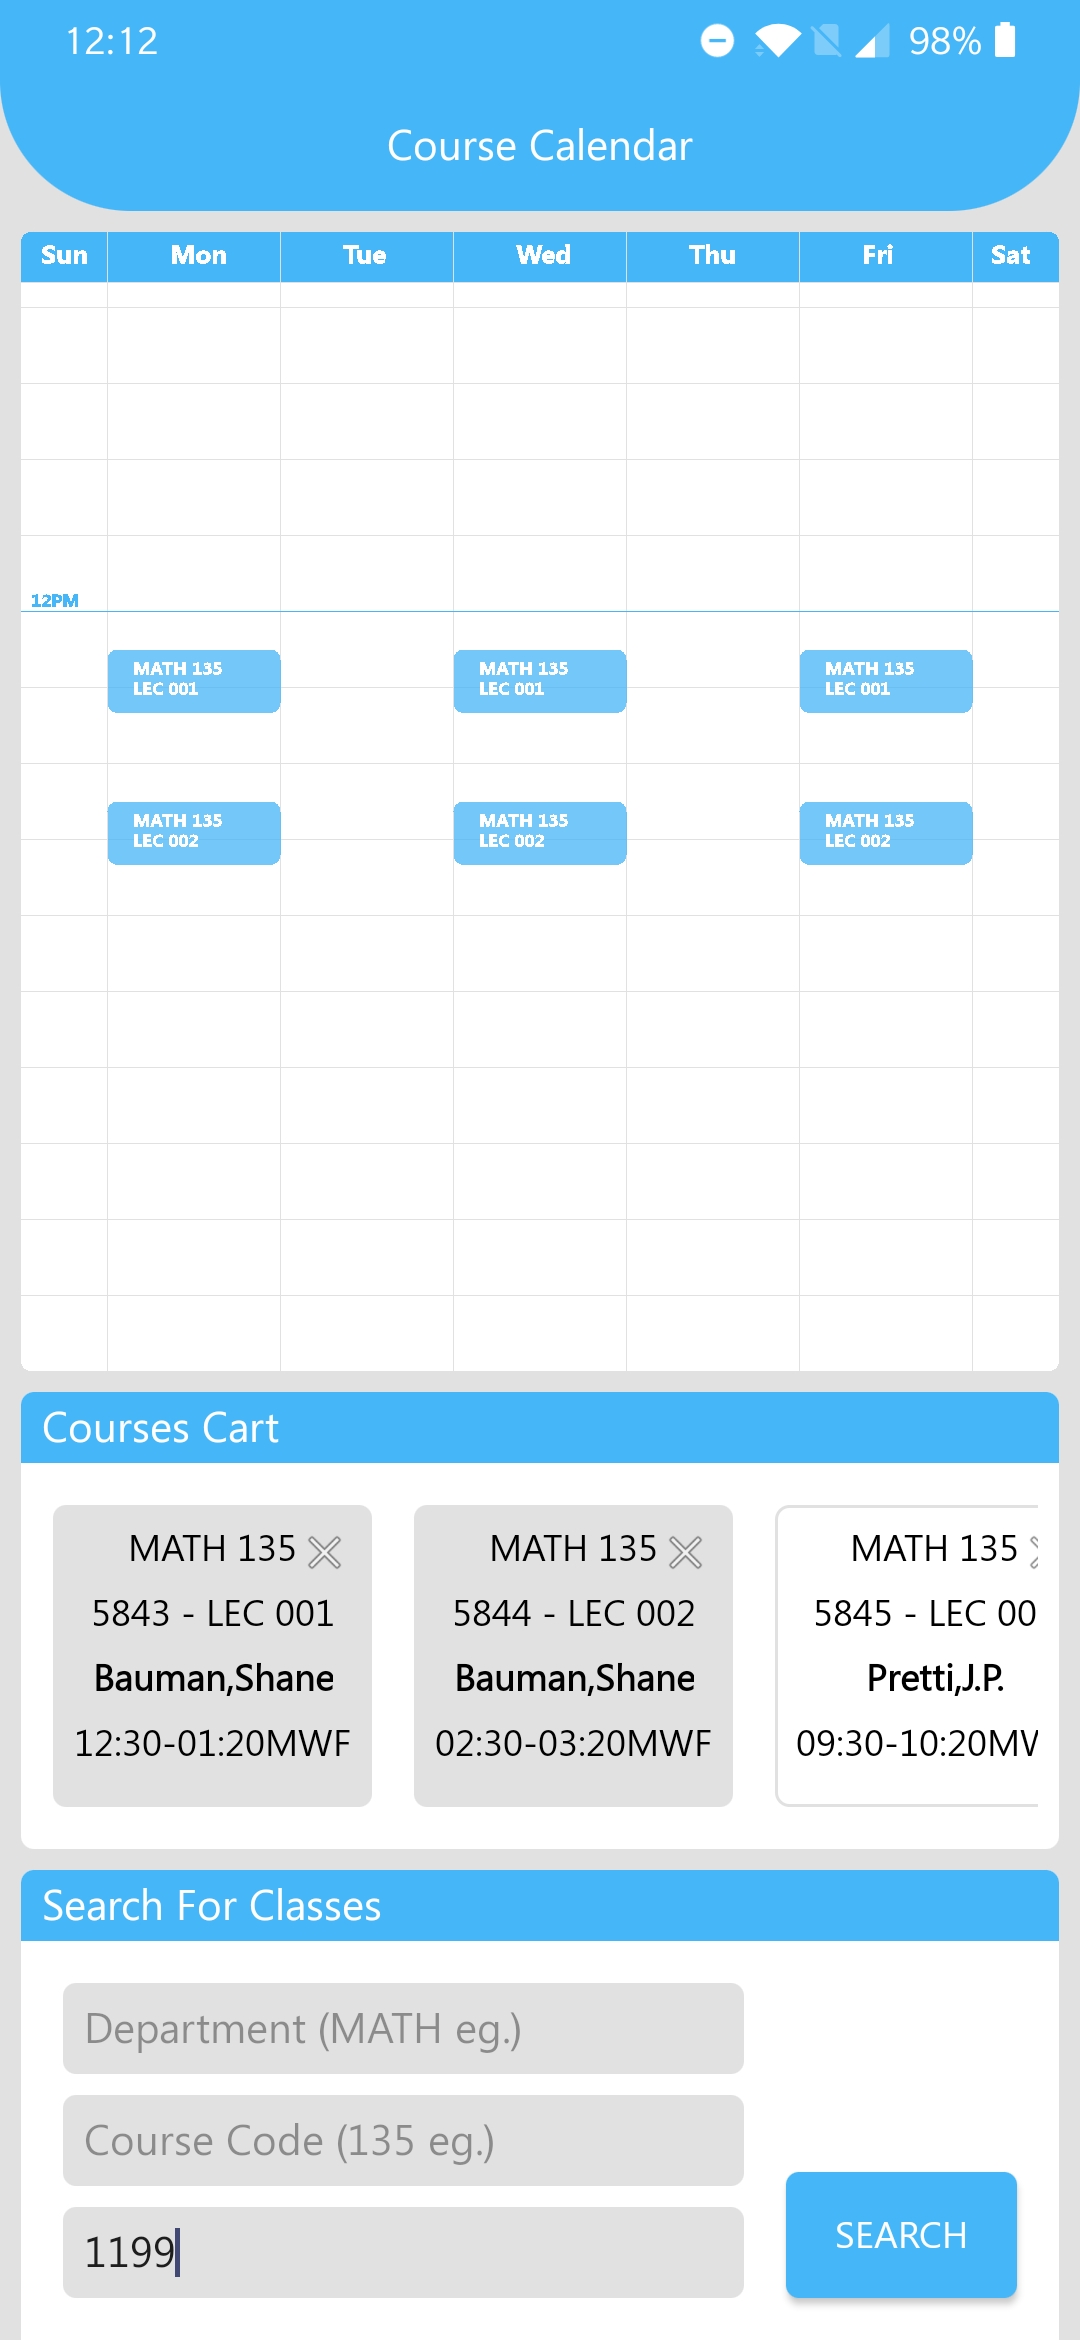 12:12 98%
Course Calendar
Sun Mon Tue Wed Thu Fri Sat
12PM
MATH 135 MATH 135 MATH 135
LEC 001 LEC 001 LEC 001
MATH 135 MATH 135 MATH 135
LEC 002 LEC 002 LEC 002
Courses Cart
MATH 135 MATH 135 MATH 135
5843 - LEC 001 5844 - LEC 002 5845 - LEC 00
Bauman,Shane Bauman,Shane Pretti,J.P.
12:30-01:20MWF 02:30-03:20MWF 09:30-10:20MW
Search For Classes
Department (MATH eg.)
Course Code (135 eg.)
1199
SEARCH